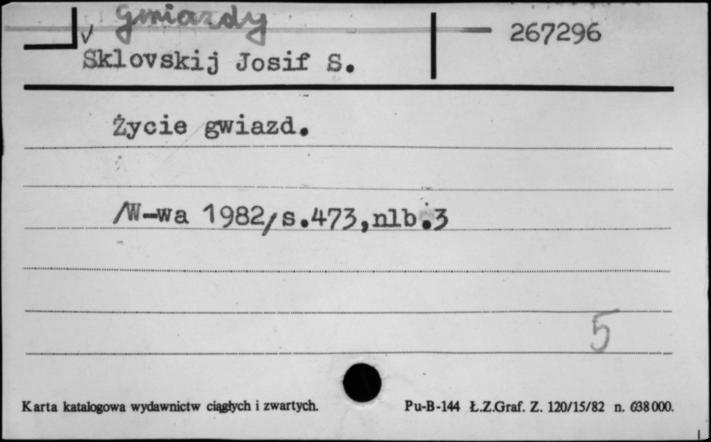 Gwiazdy
267296
Sklovskij Josif S.
Życie gwiazd.
/W-wa 1982/s.473,nlb.3
5
Karta katalogowa wydawnictw ciągłych i zwartych.
Pu-B-144 Ł.Z.Graf. Z. 120/15/82 n. 638000.